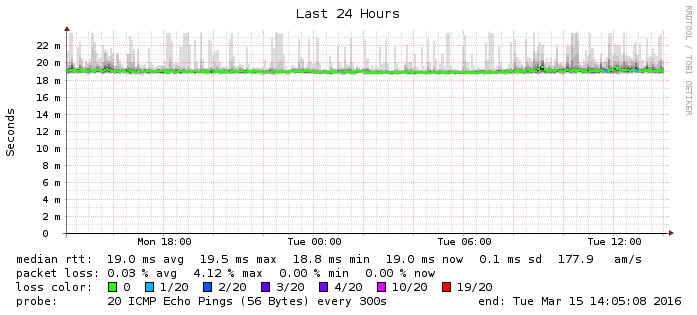 Last 24 Hours
RRDTOOL / TOBI OETIKER
Seconds
22 m
20 m
18 m
16 m
14 m
12 m
10 m
8 m
6 m
4 m
2 m
0
Mon 18:00 Tue 00:00 Tue 06:00 Tue 12:00
median rtt: 19.0 ms avg 19.5 ms max 18.8 ms min 19.0 ms now 0.1 ms sd 177.9 am/s
packet loss: 0.03 % avg 4.12 % max 0.00 % min 0.00 % now
loss color: 0 1/20 2/20 3/20 4/20 10/20 19/20
probe: 20 ICMP Echo Pings (56 Bytes) every 300s end: Tue Mar 15 14:05:08 2016